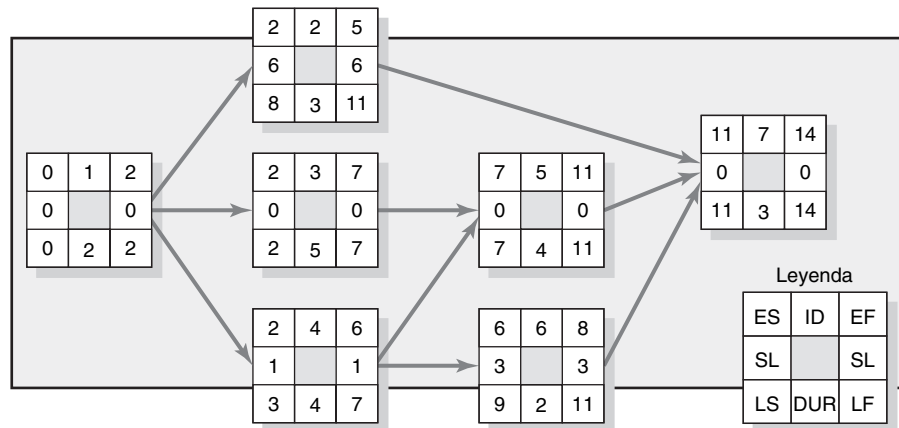 2 2 5
6 6
8 3 11
11 7 14
0 0
11 3 14
0 1 2
0 0
0 2 2
2 3 7
0 0
2 5 7
7 5 11
0 0
7 4 11
2 4 6
1 1
3 4 7
6 6 8
3 3
9 2 11
Leyenda
ES ID EF
SL SL
LS DUR LF